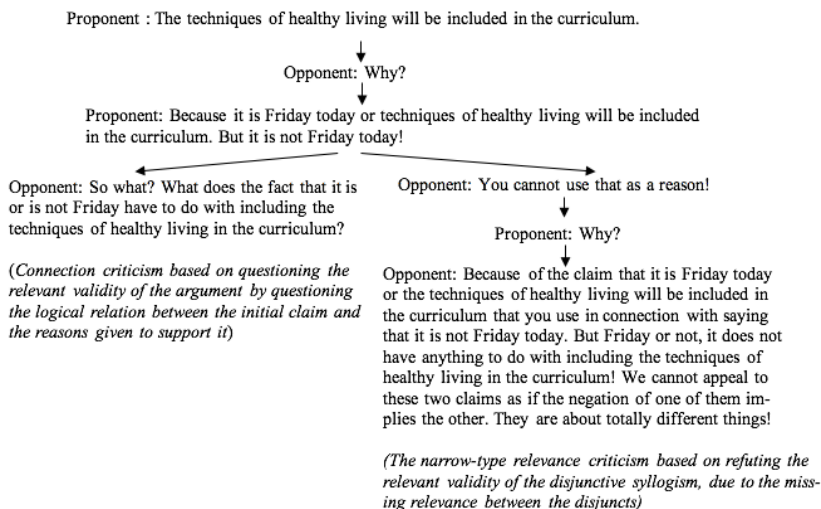 Proponent : The techniques of healthy living will be included in the curriculum.
Opponent: Why?
Proponent: Because it is Friday today or techniques of healthy living will be included
in the curriculum. But it is not Friday today!
Opponent: So what? What does the fact that it is
or is not Friday have to do with including the
techniques of healthy living in the curriculum?
(Connection criticism based on questioning the
relevant validity of the argument by questioning
the logical relation between the initial claim and
the reasons given to support it)
Opponent: You cannot use that as a reason!
Proponent: Why?
Opponent: Because of the claim that it is Friday today
or the techniques of healthy living will be included in
the curriculum that you use in connection with saying
that it is not Friday today. But Friday or not, it does not
have anything to do with including the techniques of
healthy living in the curriculum! We cannot appeal to
these two claims as if the negation of one of them im-
plies the other. They are about totally different things!
(The narrow-type relevance criticism based on refuting the
relevant validity of the disjunctive syllogism, due to the miss-
ing relevance between the disjuncts)